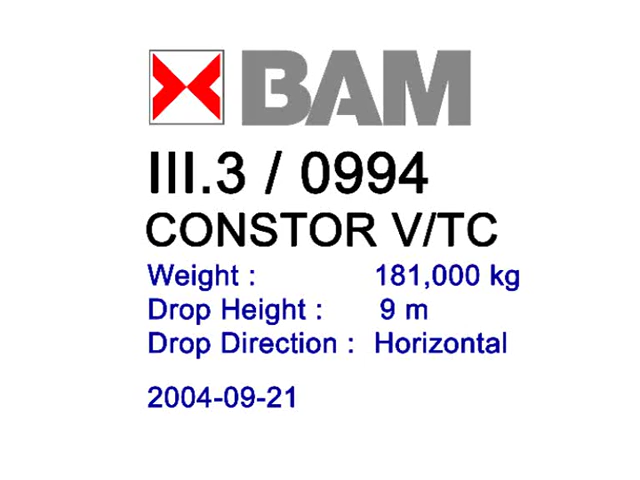 BAM
III.3 / 0994
CONSTOR V/TC
Weight : 181,000 kg
Drop Height : 9 m
Drop Direction : Horizontal
2004-09-21